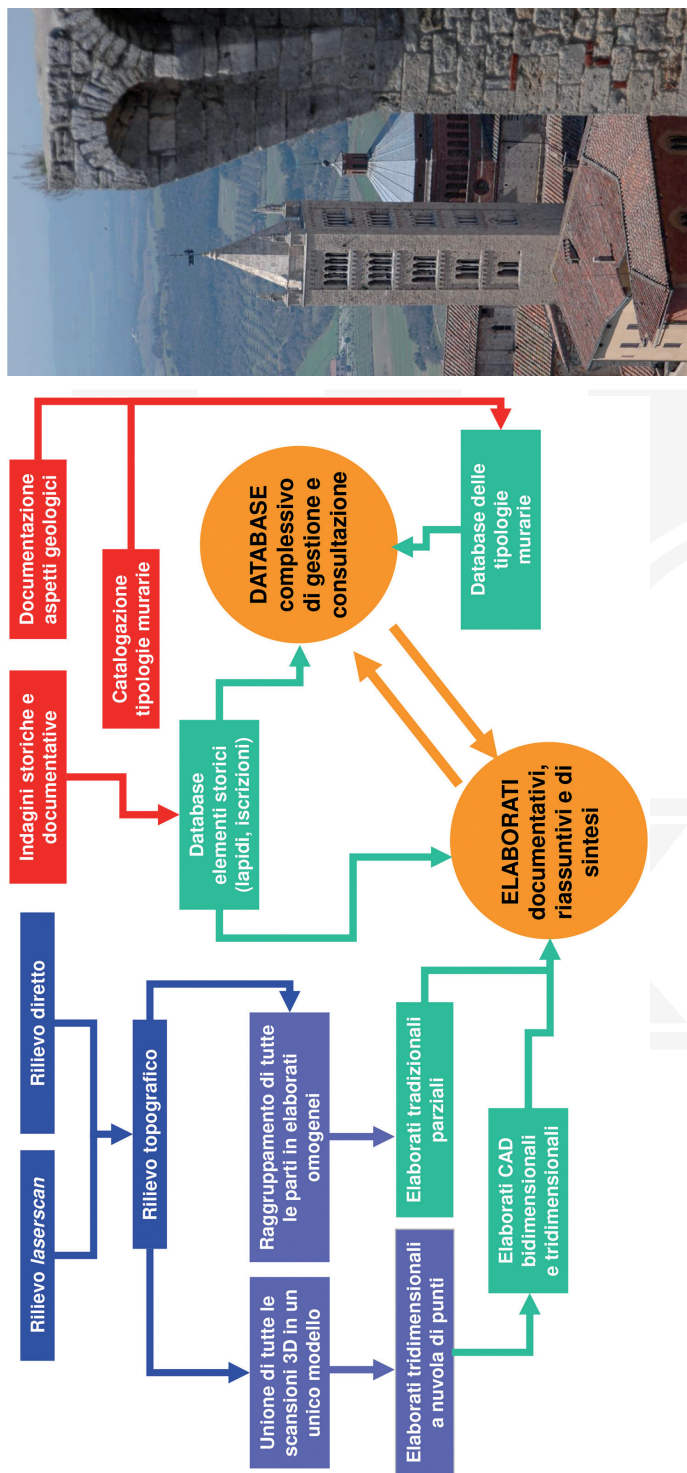 Rilievo laserscan
Rilievo diretto
Rilievo topografico
Unione di tutte le
scansioni 3D in un
unico modello
Raggruppamento di tutte
le parti in elaborati
omogenei
Elaborati tridimensionali
a nuvola di punti
Elaborati tradizionali
parziali
Elaborati CAD
bidimensionali
e tridimensionali
Indagini storiche e
documentative
Documentazione
aspetti geologici
Catalogazione
tipologie murarie
Database
elementi storici
(lapidi, iscrizioni)
DATABASE
complessivo
di gestione e
consultazione
Database delle
tipologie
murarie
ELABORATI
documentativi,
riassuntivi e di
sintesi